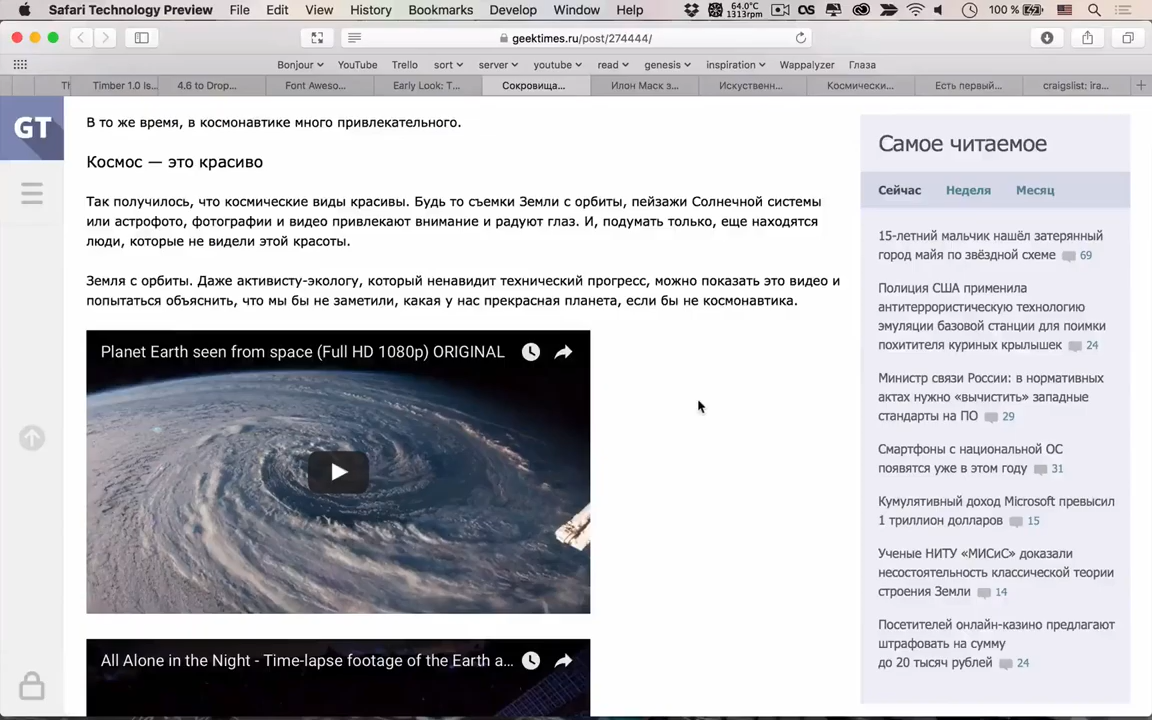 Safari Technology Preview File Edit View History Bookmarks Develop Window Help 64.0°C 1313rpm 100 %
geektimes.ru/post/274444/
Bonjour YouTube Trello sort server youtube read genesis inspiration Wappalyzer Глаза
Timber 1.0 Is... 4.6 to Drop... Font Aweso... Early Look: T... Сокровища... Илон Маск з... Искуственн... Космически... Есть первый... craigslist: ira...
GT
В то же время, в космонавтике много привлекательного.
Космос — это красиво
Так получилось, что космические виды красивы. Будь то съемки Земли с орбиты, пейзажи Солнечной системы
или астрофото, фотографии и видео привлекают внимание и радуют глаз. И, подумать только, еще находятся
люди, которые не видели этой красоты.
Земля с орбиты. Даже активисту-экологу, который ненавидит технический прогресс, можно показать это видео и
попытаться объяснить, что мы бы не заметили, какая у нас прекрасная планета, если бы не космонавтика.
Planet Earth seen from space (Full HD 1080p) ORIGINAL
All Alone in the Night - Time-lapse footage of the Earth a...
Самое читаемое
Сейчас Неделя Месяц
15-летний мальчик нашёл затерянный
город майя по звёздной схеме 69
Полиция США применила
антитеррористическую технологию
эмуляции базовой станции для поимки
похитителя куриных крылышек 24
Министр связи России: в нормативных
актах нужно «вычистить» западные
стандарты на ПО 29
Смартфоны с национальной ОС
появятся уже в этом году 31
Кумулятивный доход Microsoft превысил
1 триллион долларов 15
Ученые НИТУ «МИСиС» доказали
несостоятельность классической теории
строения Земли 14
Посетителей онлайн-казино предлагают
штрафовать на сумму
до 20 тысяч рублей 24